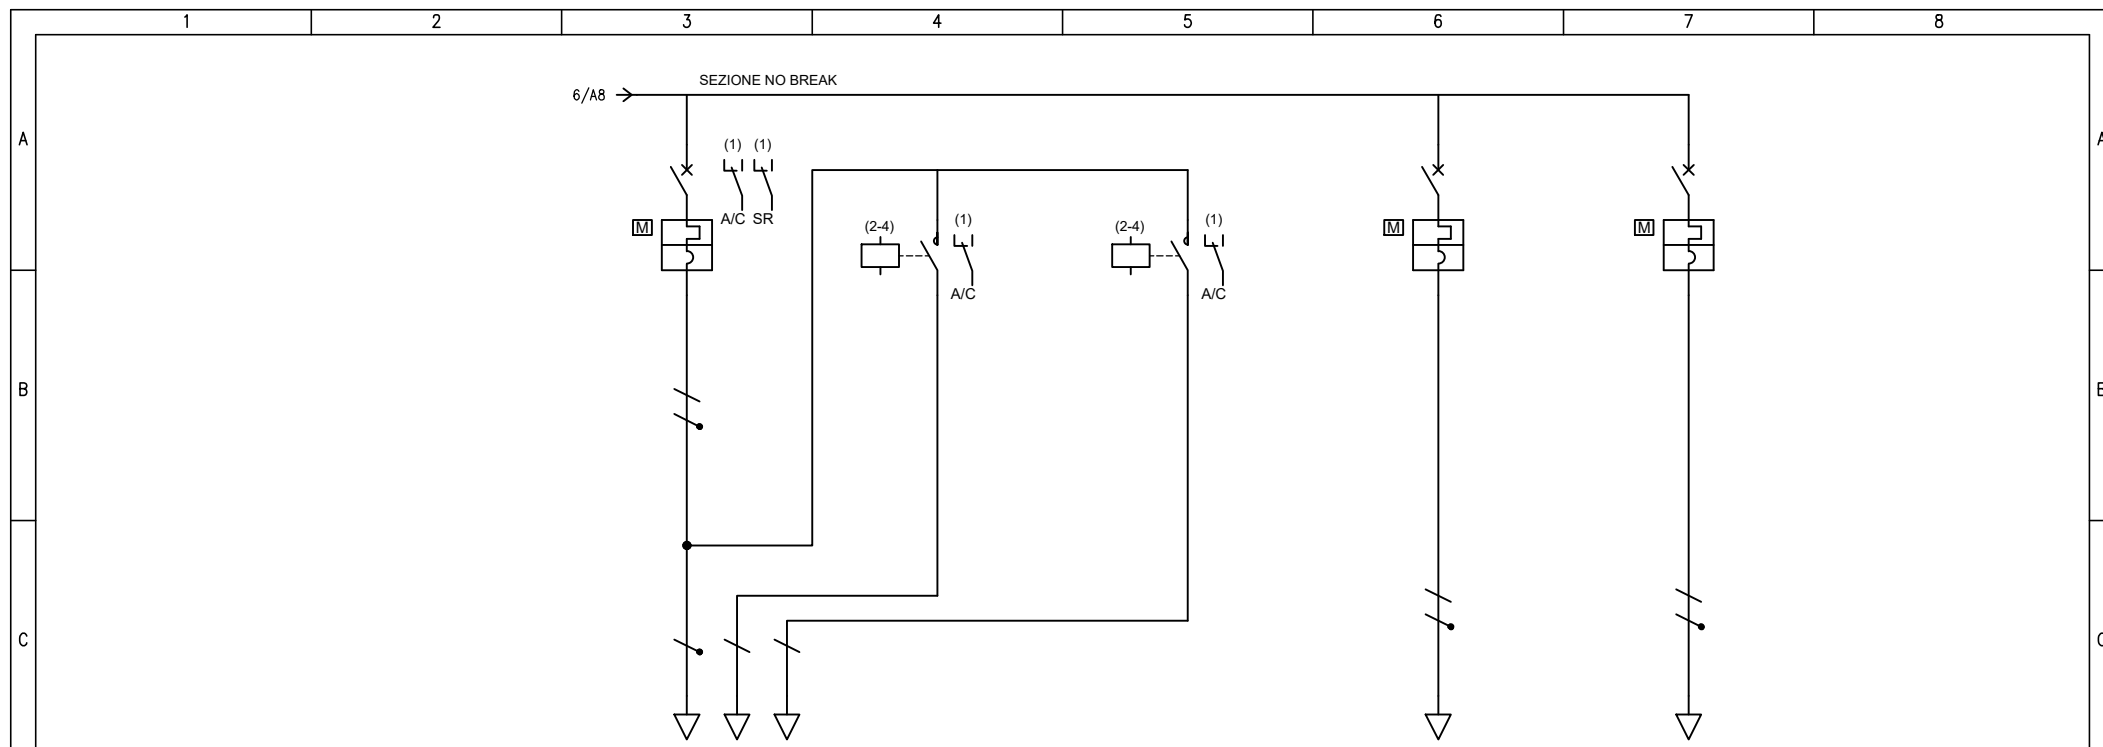 1 2 3 4 5 6 7 8
SEZIONE NO BREAK
6/A8
A A
(1) (1)
A/C SR
(2-4) (1) (2-4) (1)
M M M
A/C A/C
B
C